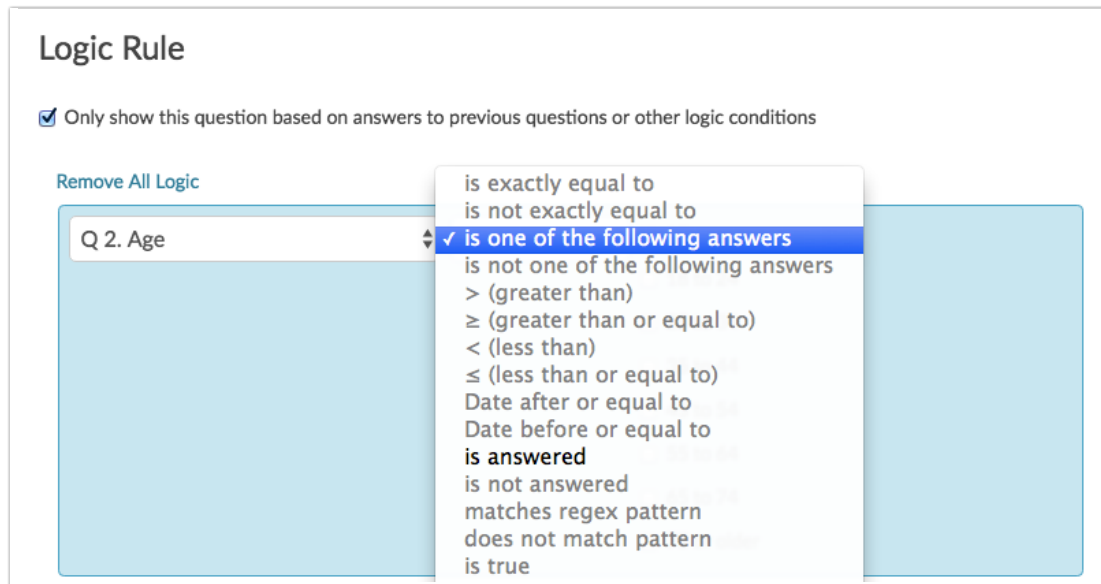 Logic Rule
Only show this question based on answers to previous questions or other logic conditions
Remove All Logic
Q 2. Age
is exactly equal to
is not exactly equal to
✓ is one of the following answers
is not one of the following answers
> (greater than)
≥ (greater than or equal to)
< (less than)
≤ (less than or equal to)
Date after or equal to
Date before or equal to
is answered
is not answered
matches regex pattern
does not match pattern
is true